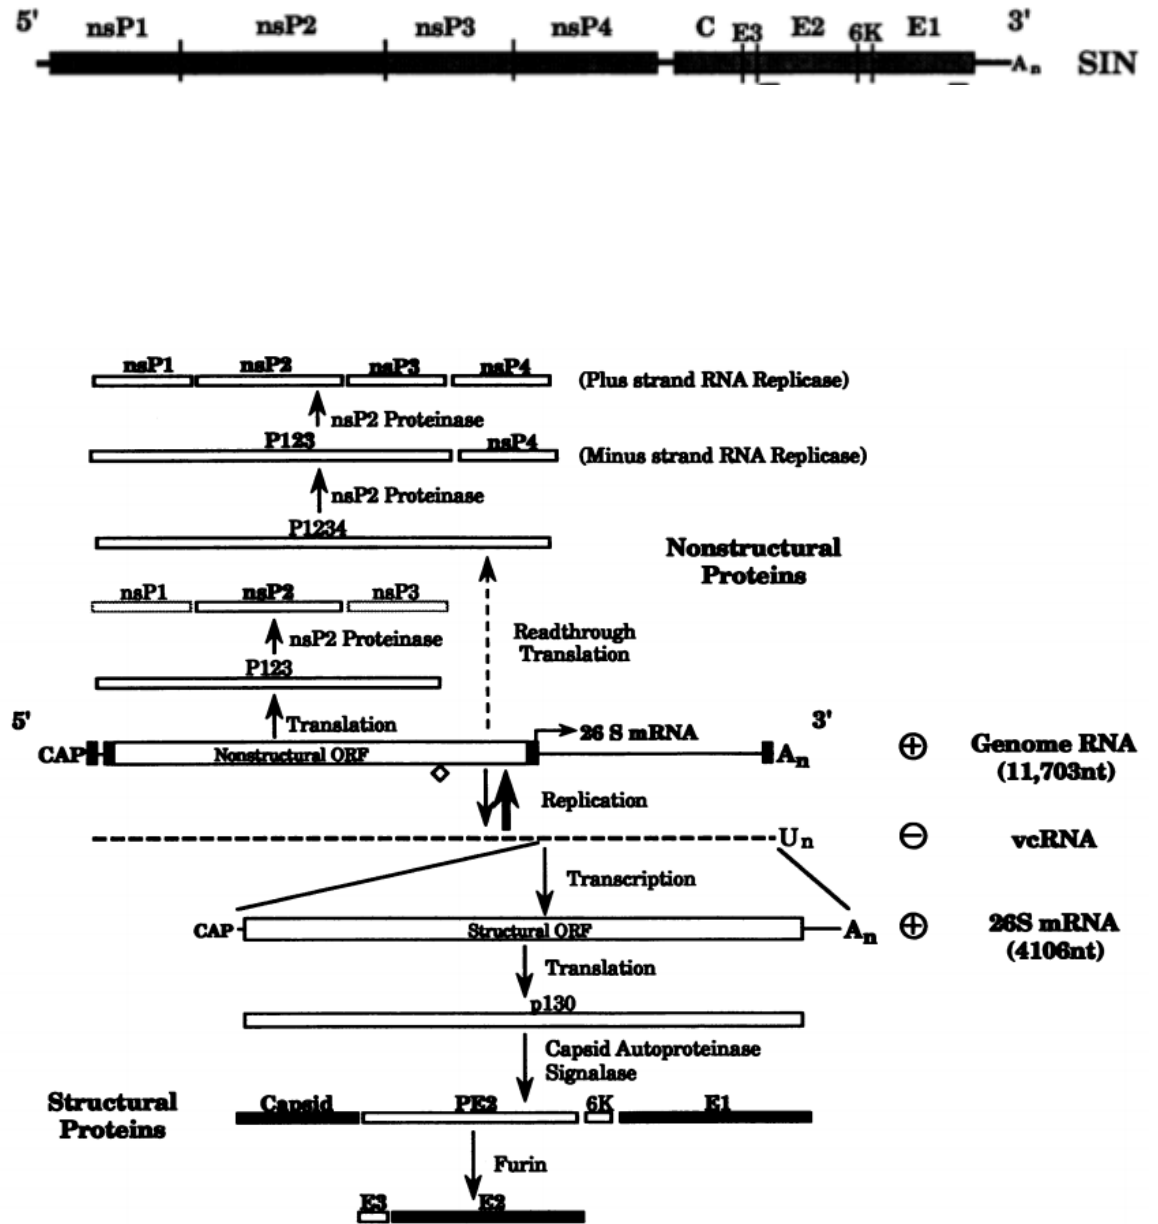 5' nsP1 nsP2 nsP3 nsP4 C E3 E2 6K E1 3'
An SIN
nsP1 nsP2 nsP3 nsP4 (Plus strand RNA Replicase)
nsP2 Proteinase
P123 nsP4 (Minus strand RNA Replicase)
nsP2 Proteinase
P1234
Nonstructural
Proteins
nsP1 nsP2 nsP3
nsP2 Proteinase
Readthrough
Translation
P123
5' Translation 3'
26 S mRNA
CAP Nonstructural ORF An ⊕ Genome RNA
(11,703nt)
Replication
Un ⊖ vcRNA
Transcription
CAP Structural ORF An ⊕ 26S mRNA
(4106nt)
Translation
p130
Capsid Autoproteinase
Signalase
Structural
Proteins
Capsid PE2 6K E1
Furin
E3 E2